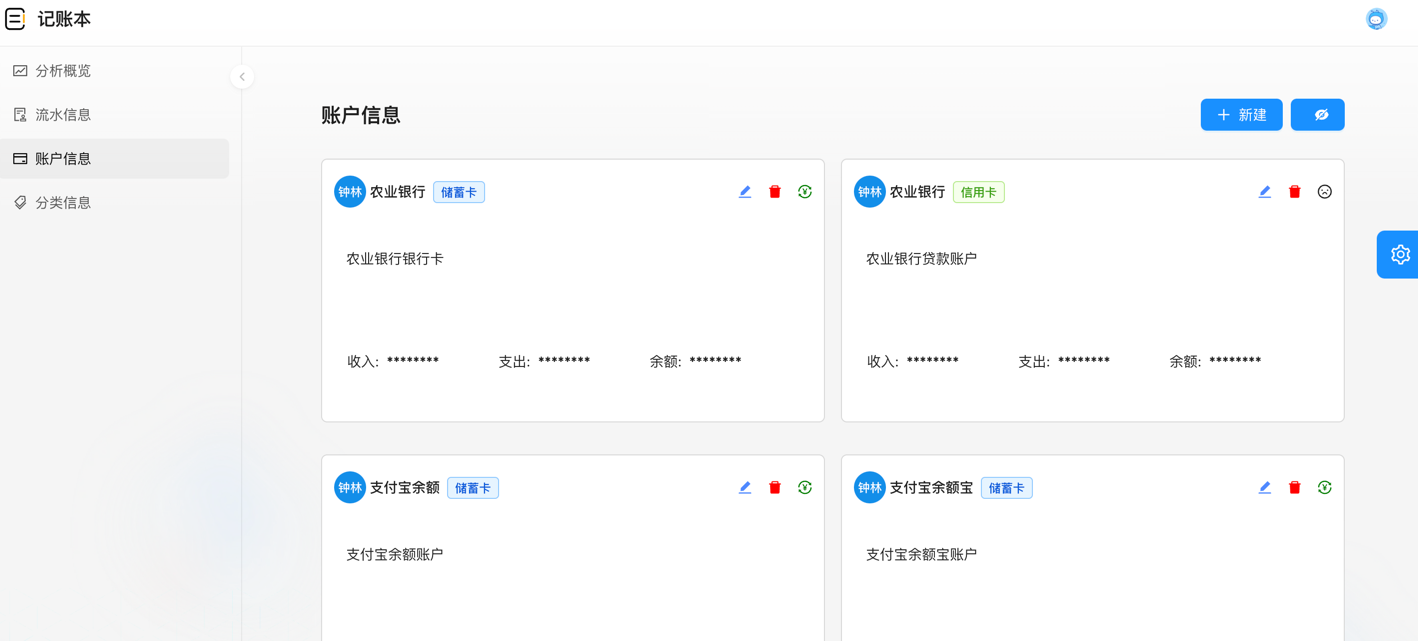 记账本
分析概览
流水信息
账户信息
分类信息
账户信息
新建
钟林 农业银行 储蓄卡
农业银行银行卡
收入: ******** 支出: ******** 余额: ********
钟林 农业银行 信用卡
农业银行贷款账户
收入: ******** 支出: ******** 余额: ********
钟林 支付宝余额 储蓄卡
支付宝余额账户
钟林 支付宝余额宝 储蓄卡
支付宝余额宝账户